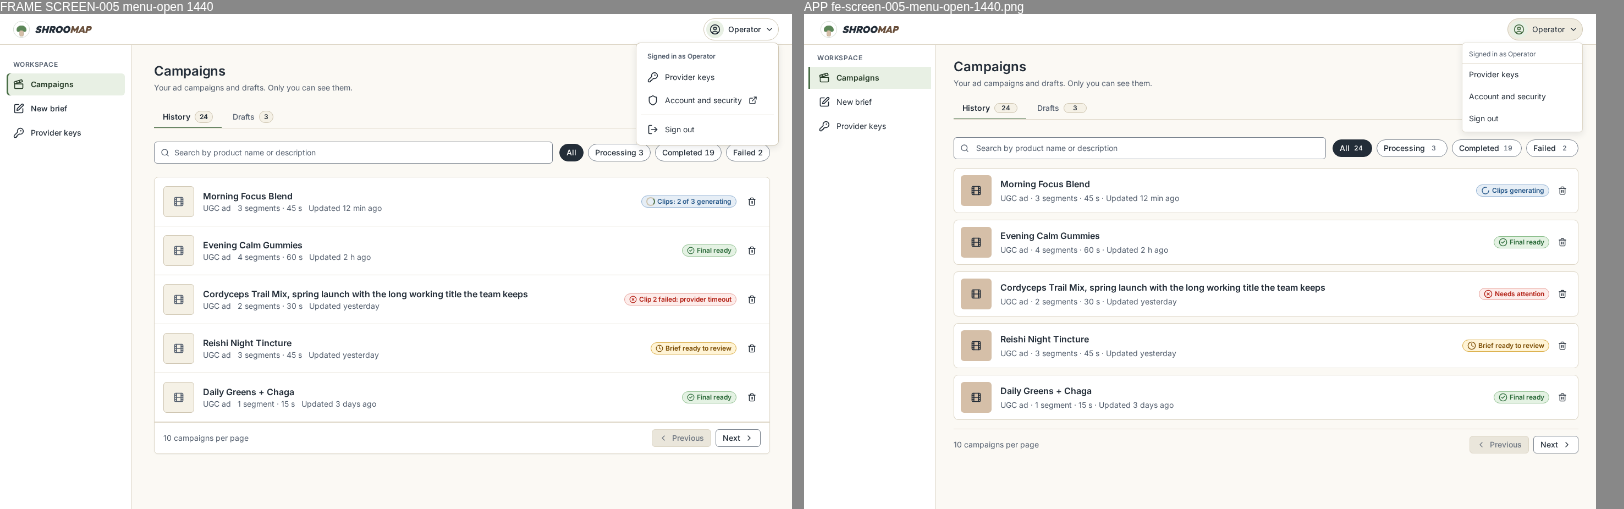 FRAME SCREEN-005 menu-open 1440
SHROOMAP
Operator
WORKSPACE
Campaigns
New brief
Provider keys
Signed in as Operator
Provider keys
Account and security
Sign out
Campaigns
Your ad campaigns and drafts. Only you can see them.
History 24 Drafts 3
Search by product name or description
All Processing 3 Completed 19 Failed 2
Morning Focus Blend
UGC ad 3 segments · 45 s Updated 12 min ago
Clips: 2 of 3 generating
Evening Calm Gummies
UGC ad 4 segments · 60 s Updated 2 h ago
Final ready
Cordyceps Trail Mix, spring launch with the long working title the team keeps
UGC ad 2 segments · 30 s Updated yesterday
Clip 2 failed: provider timeout
Reishi Night Tincture
UGC ad 3 segments · 45 s Updated yesterday
Brief ready to review
Daily Greens + Chaga
UGC ad 1 segment · 15 s Updated 3 days ago
Final ready
10 campaigns per page
Previous Next
APP fe-screen-005-menu-open-1440.png
SHROOMAP
Operator
WORKSPACE
Campaigns
New brief
Provider keys
Signed in as Operator
Provider keys
Account and security
Sign out
Campaigns
Your ad campaigns and drafts. Only you can see them.
History 24 Drafts 3
Search by product name or description
All 24 Processing 3 Completed 19 Failed 2
Morning Focus Blend
UGC ad · 3 segments · 45 s · Updated 12 min ago
Clips generating
Evening Calm Gummies
UGC ad · 4 segments · 60 s · Updated 2 h ago
Final ready
Cordyceps Trail Mix, spring launch with the long working title the team keeps
UGC ad · 2 segments · 30 s · Updated yesterday
Needs attention
Reishi Night Tincture
UGC ad · 3 segments · 45 s · Updated yesterday
Brief ready to review
Daily Greens + Chaga
UGC ad · 1 segment · 15 s · Updated 3 days ago
Final ready
10 campaigns per page
Previous Next